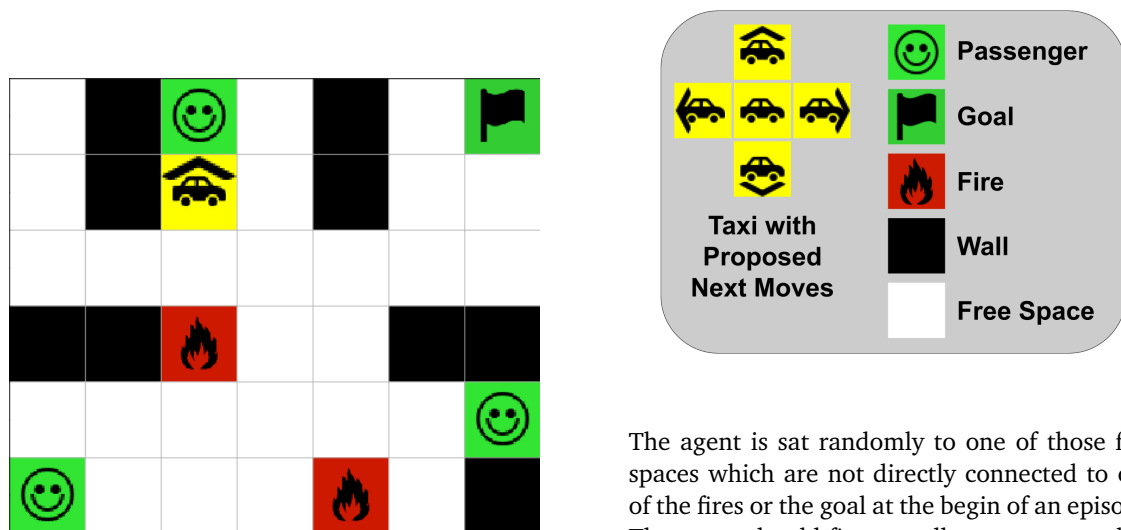 Passenger
Goal
Fire
Wall
Free Space
Taxi with
Proposed
Next Moves
The agent is sat randomly to one of those
spaces which are not directly connected to
of the fires or the goal at the begin of an